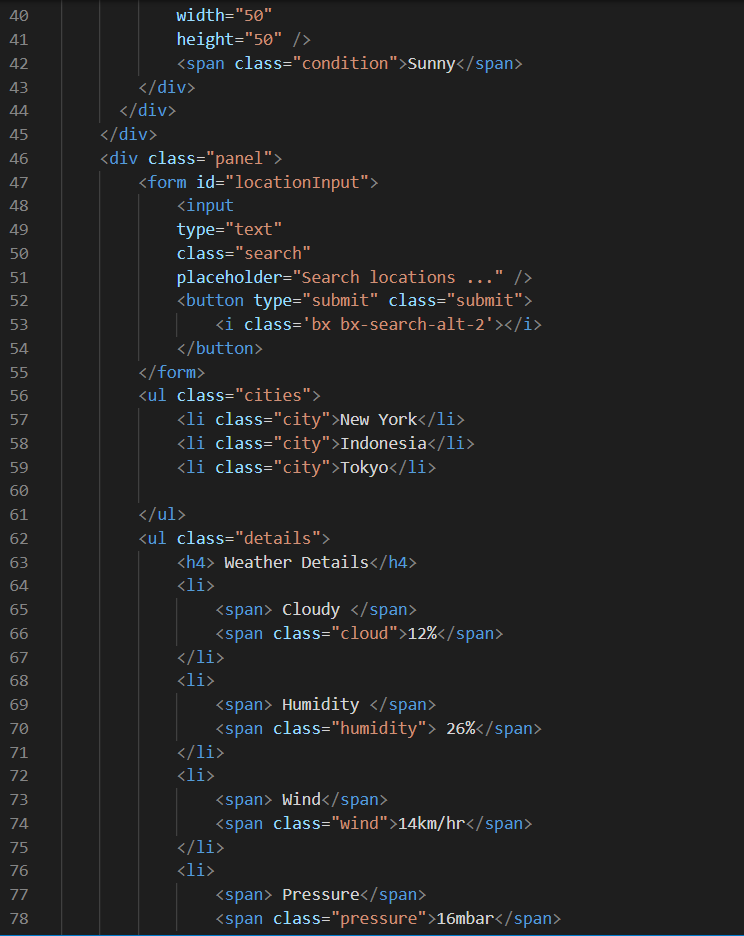 40 width="50"
41 height="50" />
42 <span class="condition">Sunny</span>
43 </div>
44 </div>
45 </div>
46 <div class="panel">
47 <form id="locationInput">
48 <input
49 type="text"
50 class="search"
51 placeholder="Search locations ..." />
52 <button type="submit" class="submit">
53 <i class='bx bx-search-alt-2'></i>
54 </button>
55 </form>
56 <ul class="cities">
57 <li class="city">New York</li>
58 <li class="city">Indonesia</li>
59 <li class="city">Tokyo</li>
60
61 </ul>
62 <ul class="details">
63 <h4> Weather Details</h4>
64 <li>
65 <span> Cloudy </span>
66 <span class="cloud">12%</span>
67 </li>
68 <li>
69 <span> Humidity </span>
70 <span class="humidity"> 26%</span>
71 </li>
72 <li>
73 <span> Wind</span>
74 <span class="wind">14km/hr</span>
75 </li>
76 <li>
77 <span> Pressure</span>
78 <span class="pressure">16mbar</span>